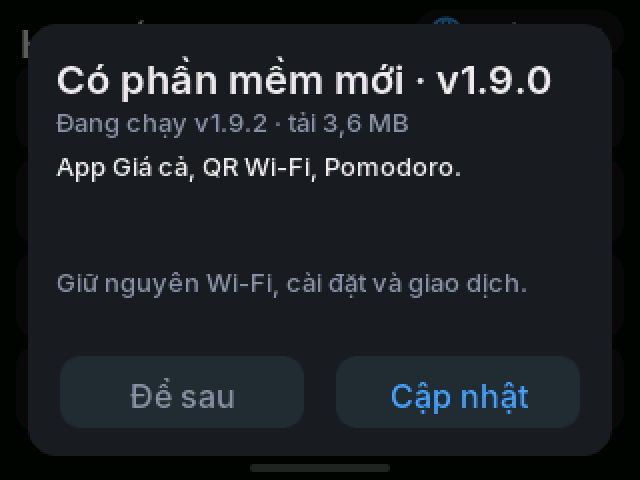 Có phần mềm mới · v1.9.0
Đang chạy v1.9.2 · tải 3,6 MB
App Giá cả, QR Wi-Fi, Pomodoro.
Giữ nguyên Wi-Fi, cài đặt và giao dịch.
Để sau
Cập nhật